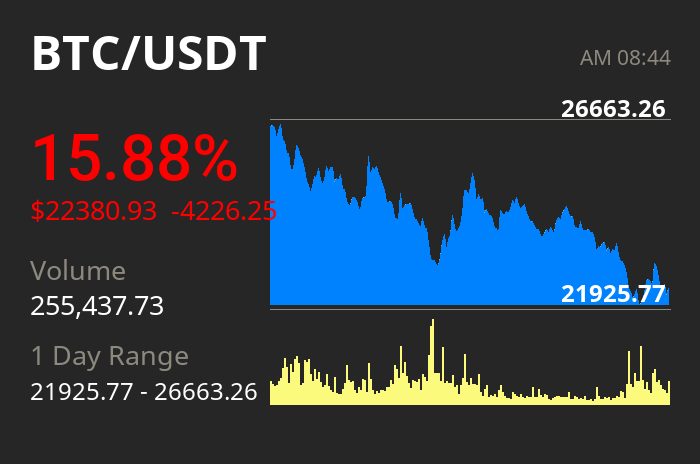 BTC/USDT
AM 08:44
26663.26
15.88%
$22380.93 -4226.25
Volume
255,437.73
21925.77
1 Day Range
21925.77 - 26663.26